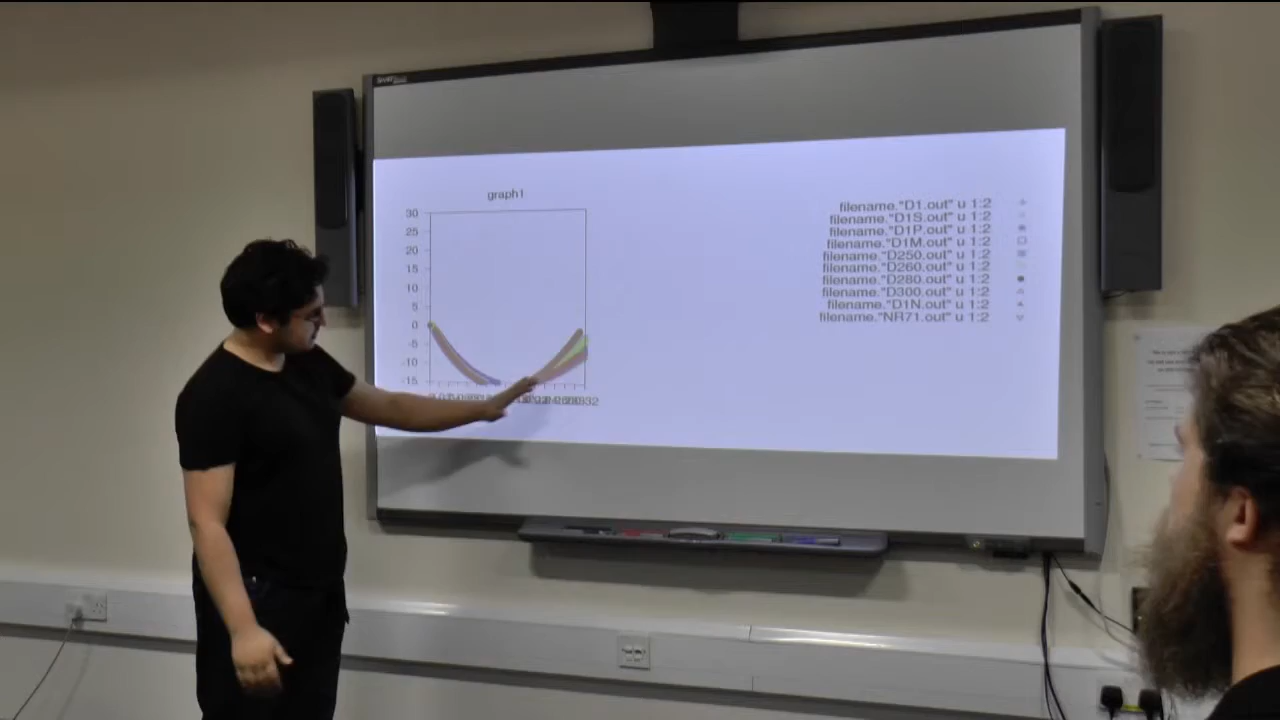 graph1
30
25
20
15
10
5
0
-5
-10
-15
filename."D1.out" u 1:2
filename."D1S.out" u 1:2
filename."D1P.out" u 1:2
filename."D1M.out" u 1:2
filename."D250.out" u 1:2
filename."D260.out" u 1:2
filename."D280.out" u 1:2
filename."D300.out" u 1:2
filename."D1N.out" u 1:2
filename."NR71.out" u 1:2